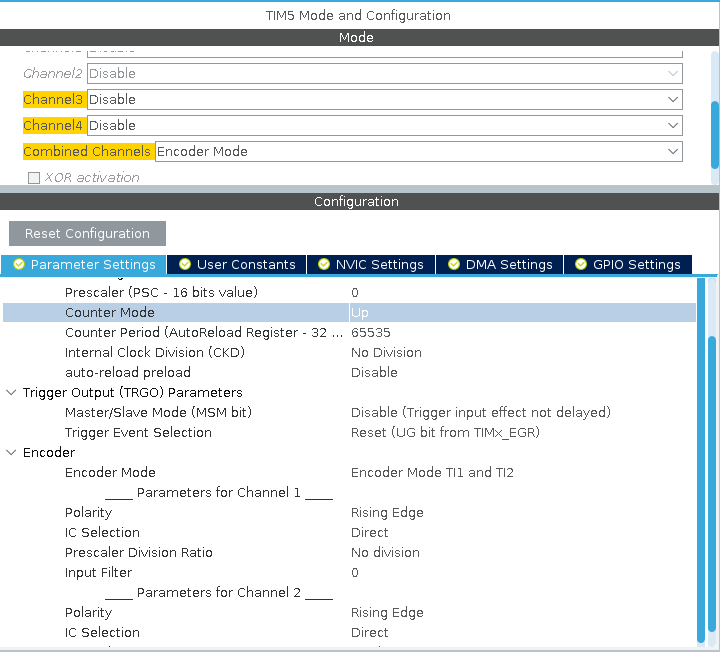 TIM5 Mode and Configuration
Mode
Channel2 Disable
Channel3 Disable
Channel4 Disable
Combined Channels Encoder Mode
XOR activation
Configuration
Reset Configuration
Parameter Settings User Constants NVIC Settings DMA Settings GPIO Settings
Prescaler (PSC - 16 bits value) 0
Counter Mode Up
Counter Period (AutoReload Register - 32 ... 65535
Internal Clock Division (CKD) No Division
auto-reload preload Disable
Trigger Output (TRGO) Parameters
Master/Slave Mode (MSM bit) Disable (Trigger input effect not delayed)
Trigger Event Selection Reset (UG bit from TIMx_EGR)
Encoder
Encoder Mode Encoder Mode TI1 and TI2
____ Parameters for Channel 1 ____
Polarity Rising Edge
IC Selection Direct
Prescaler Division Ratio No division
Input Filter 0
____ Parameters for Channel 2 ____
Polarity Rising Edge
IC Selection Direct